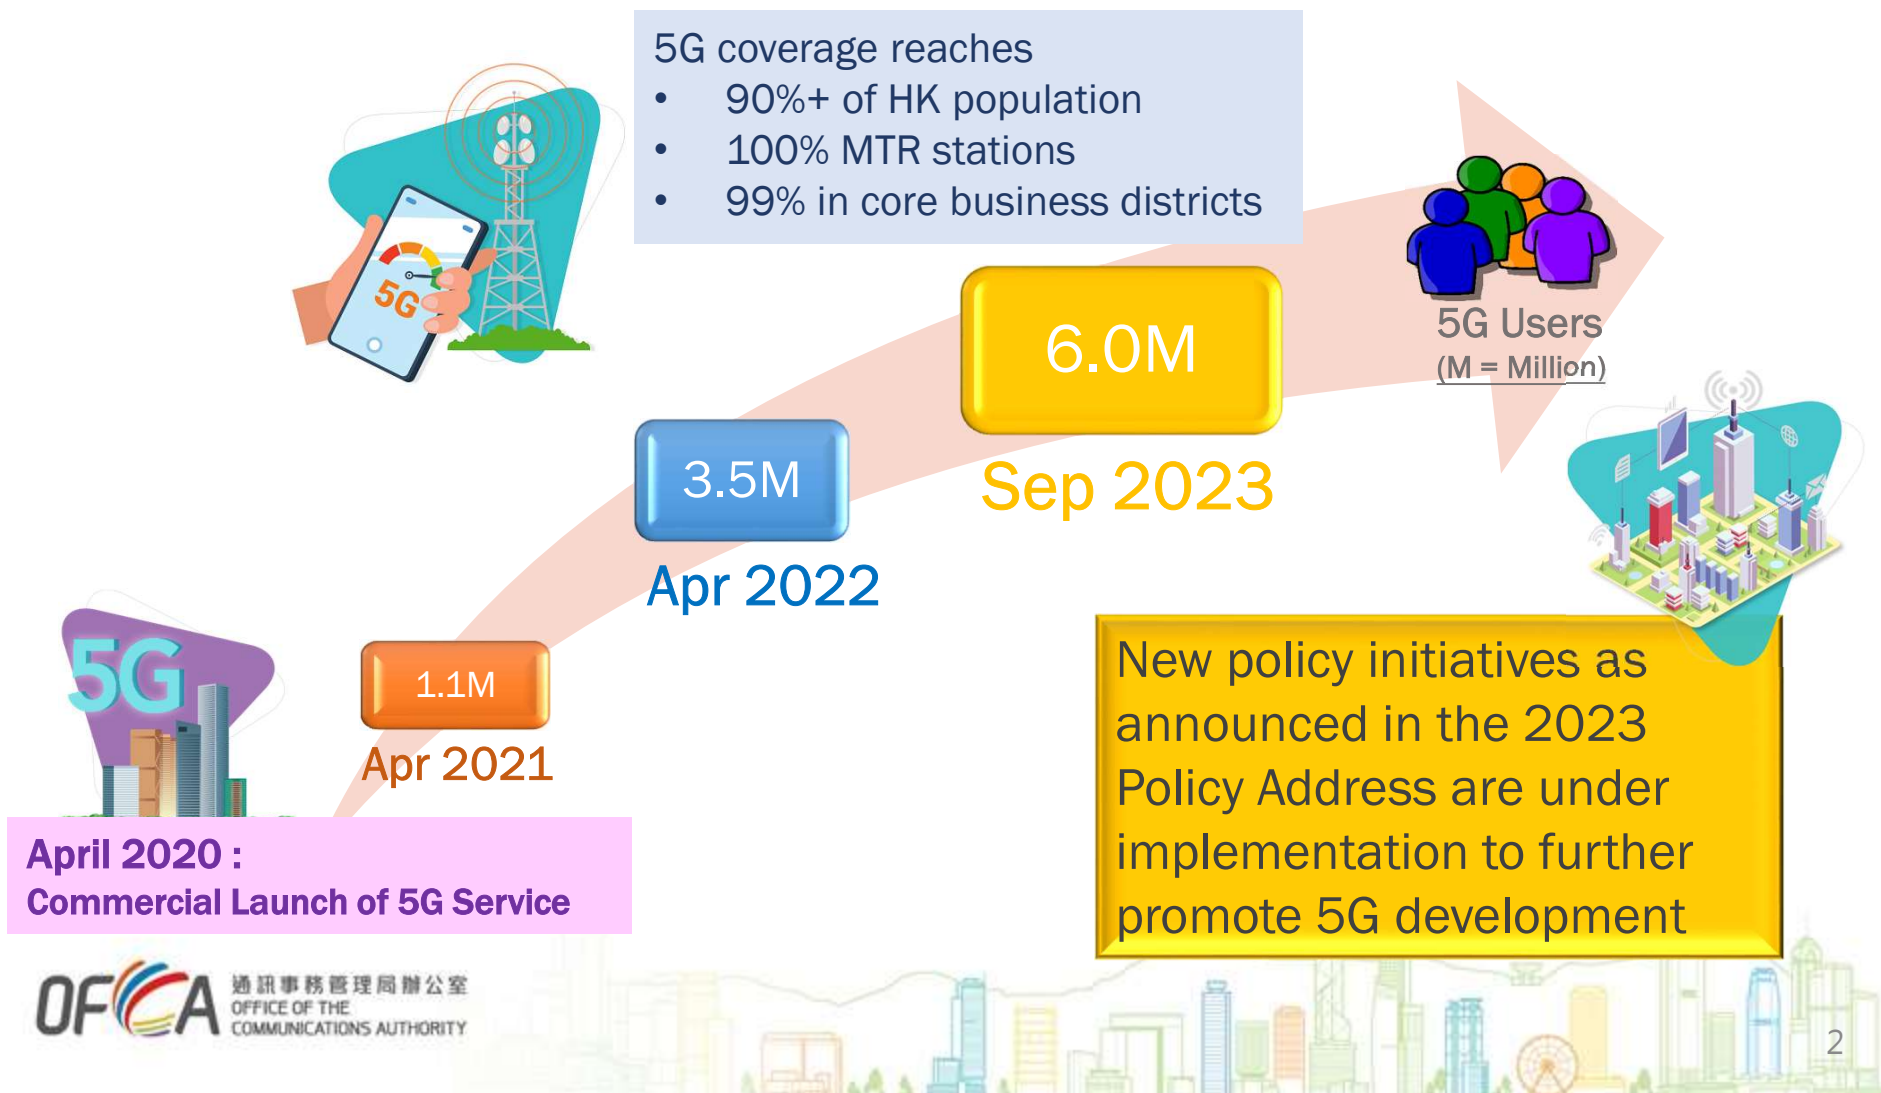 5G coverage reaches
• 90%+ of HK population
• 100% MTR stations
• 99% in core business districts
5G
5G Users
(M = Million)
6.0M
Sep 2023
3.5M
Apr 2022
1.1M
Apr 2021
5G
April 2020 :
Commercial Launch of 5G Service
New policy initiatives as
announced in the 2023
Policy Address are under
implementation to further
promote 5G development
OFCA
通訊事務管理局辦公室
OFFICE OF THE
COMMUNICATIONS AUTHORITY
2